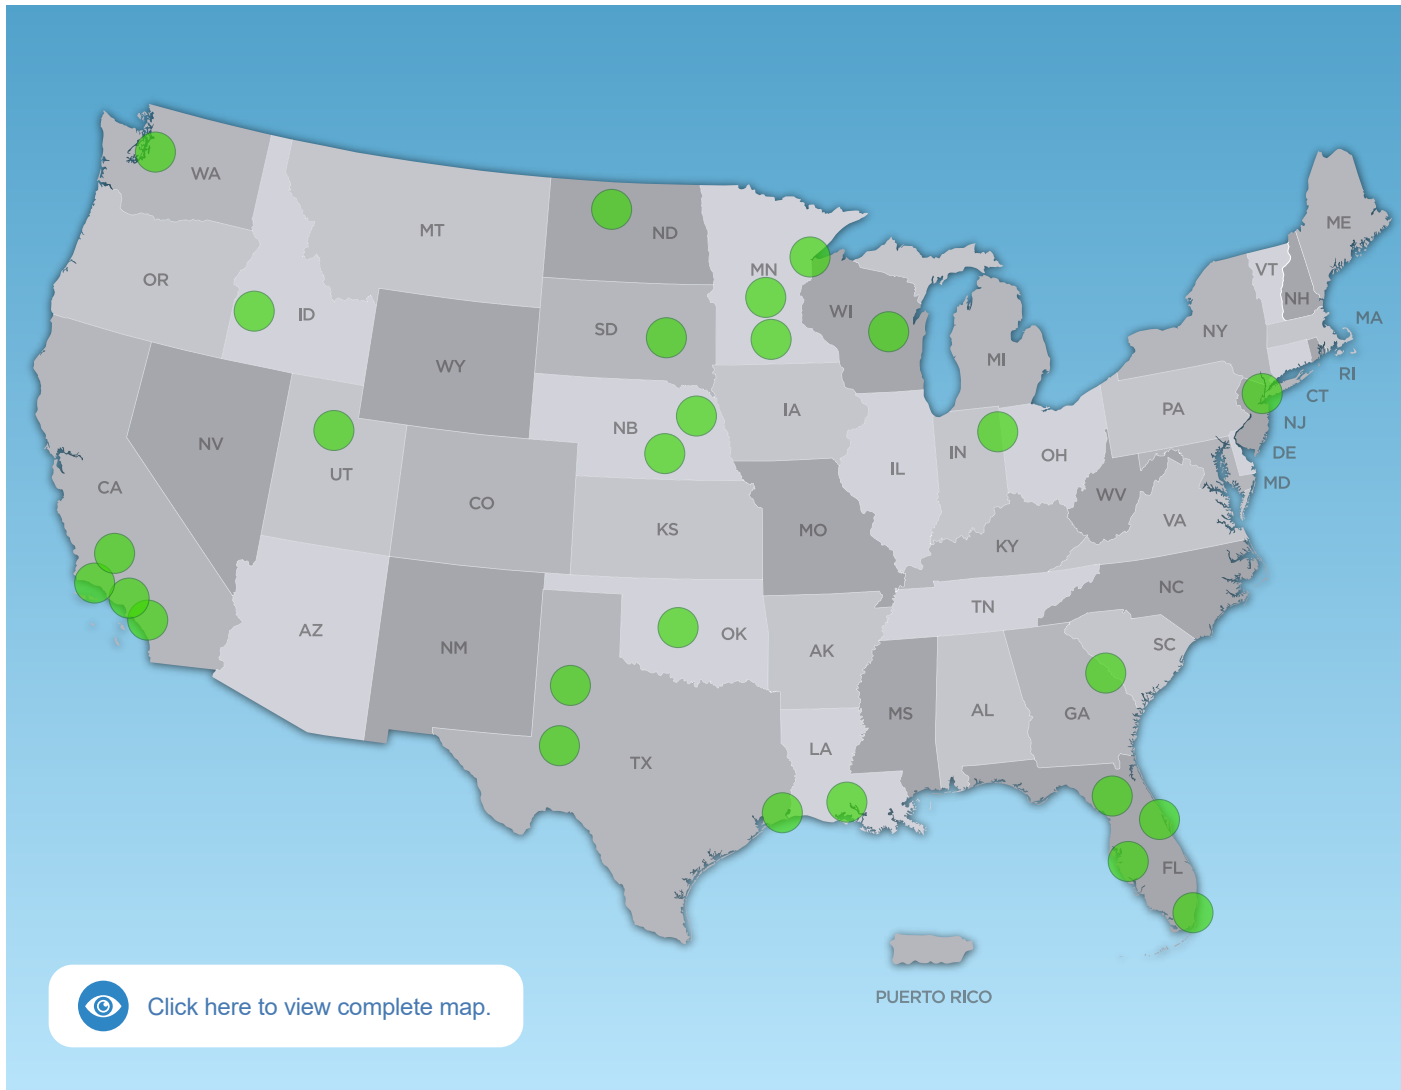 WA
MT
ND
ME
OR
ID
MN
VT
NH
SD
WI
NY
MA
WY
MI
RI
CT
IA
PA
NJ
NB
NV
UT
IL
IN
OH
DE
MD
CA
CO
WV
KS
MO
VA
KY
NC
TN
AZ
NM
OK
AK
SC
MS
AL
GA
TX
LA
FL
PUERTO RICO
Click here to view complete map.